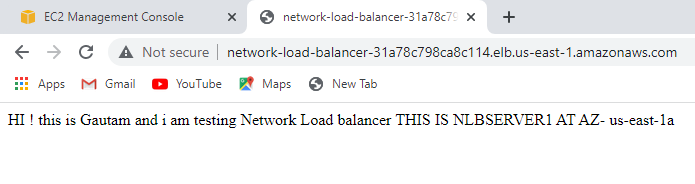 EC2 Management Console
network-load-balancer-31a78c79
Not secure
network-load-balancer-31a78c798ca8c114.elb.us-east-1.amazonaws.com
Apps
Gmail
YouTube
Maps
New Tab
HI ! this is Gautam and i am testing Network Load balancer THIS IS NLBSERVER1 AT AZ- us-east-1a